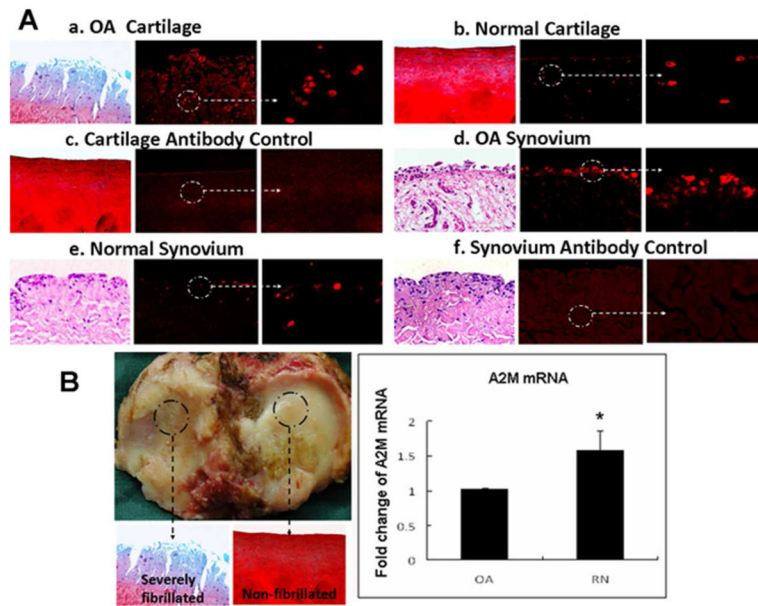 A
a. OA Cartilage
b. Normal Cartilage
c. Cartilage Antibody Control
d. OA Synovium
e. Normal Synovium
f. Synovium Antibody Control
B
Severely
fibrillated
Non-fibrillated
A2M mRNA
Fold change of A2M mRNA
2
1.5
1
0.5
0
*
OA
RN